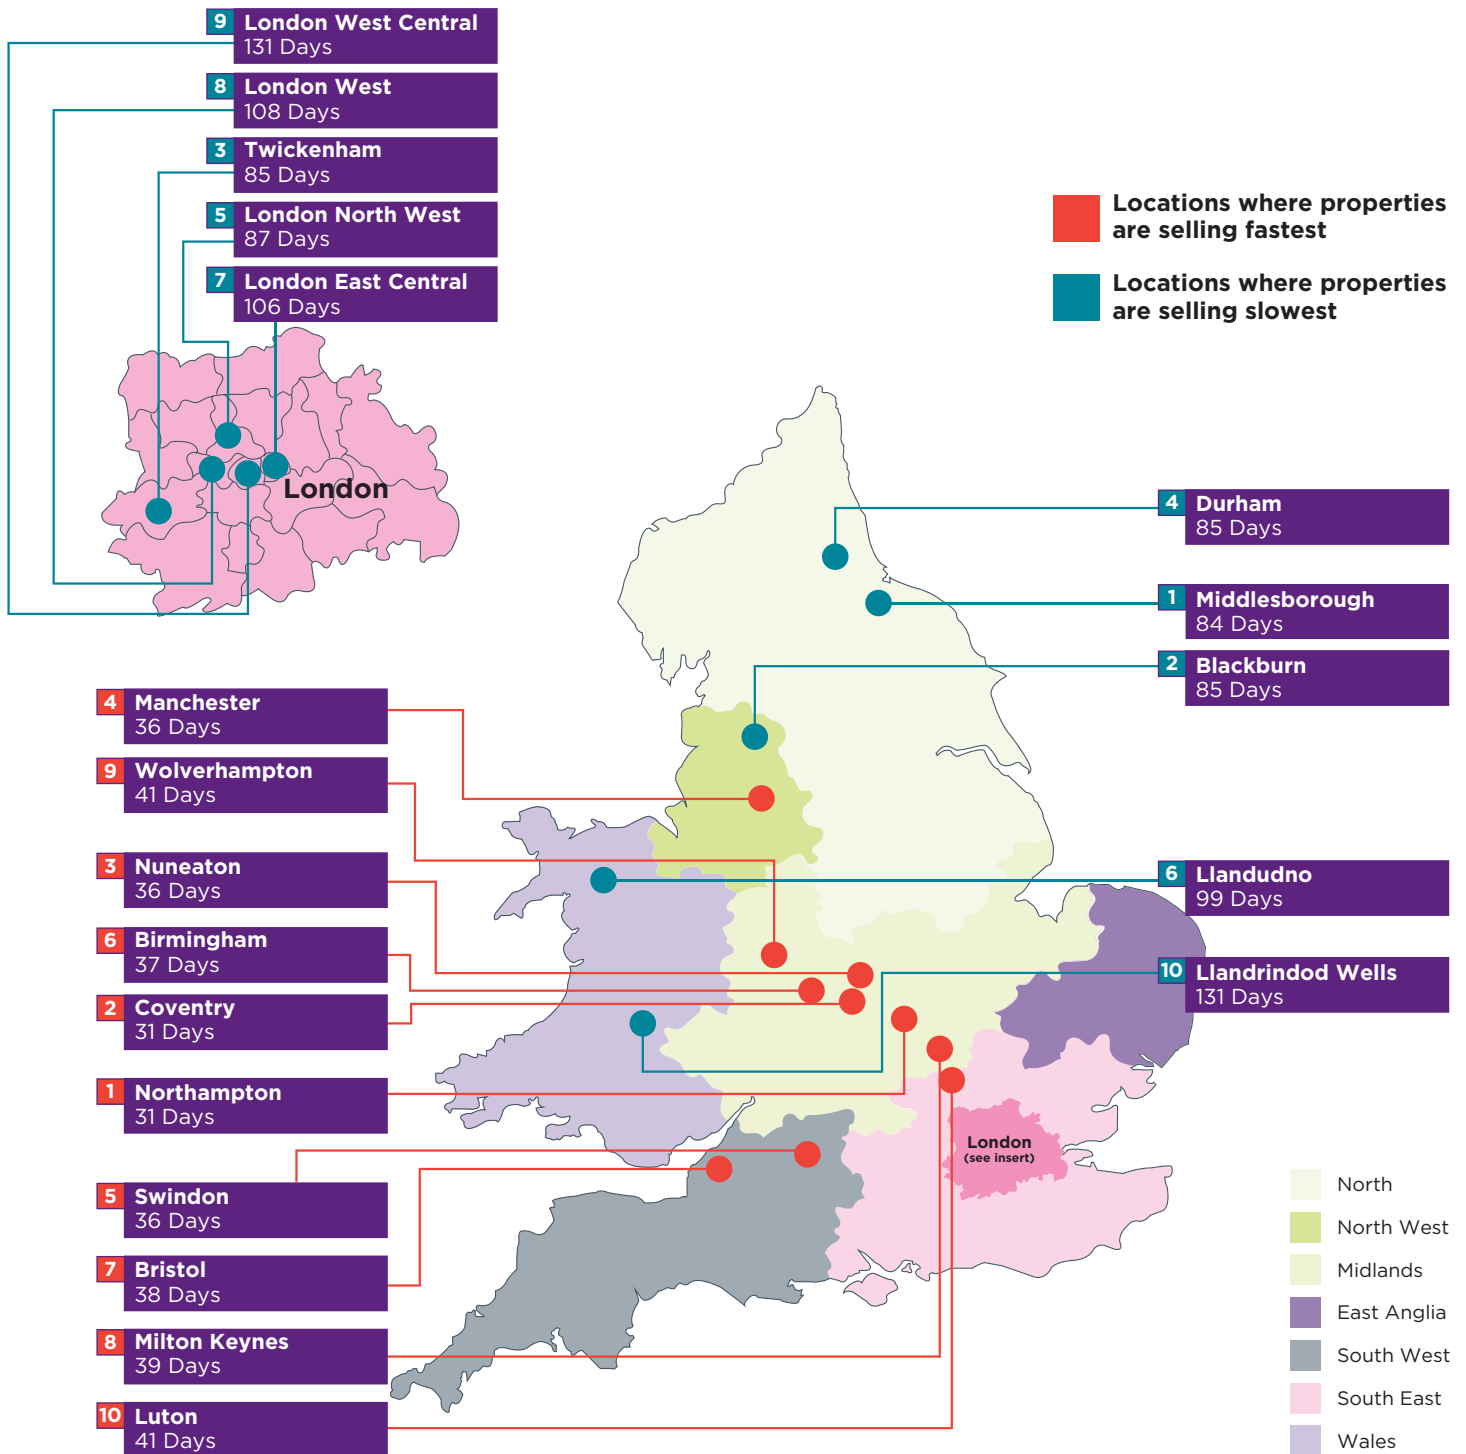 9 London West Central
131 Days
8 London West
108 Days
3 Twickenham
85 Days
5 London North West
87 Days
7 London East Central
106 Days
London
Locations where properties
are selling fastest
Locations where properties
are selling slowest
4 Durham
85 Days
1 Middlesborough
84 Days
2 Blackburn
85 Days
6 Llandudno
99 Days
10 Llandrindod Wells
131 Days
4 Manchester
36 Days
9 Wolverhampton
41 Days
3 Nuneaton
36 Days
6 Birmingham
37 Days
2 Coventry
31 Days
1 Northampton
31 Days
5 Swindon
36 Days
7 Bristol
38 Days
8 Milton Keynes
39 Days
10 Luton
41 Days
London
(see insert)
North
North West
Midlands
East Anglia
South West
South East
Wales